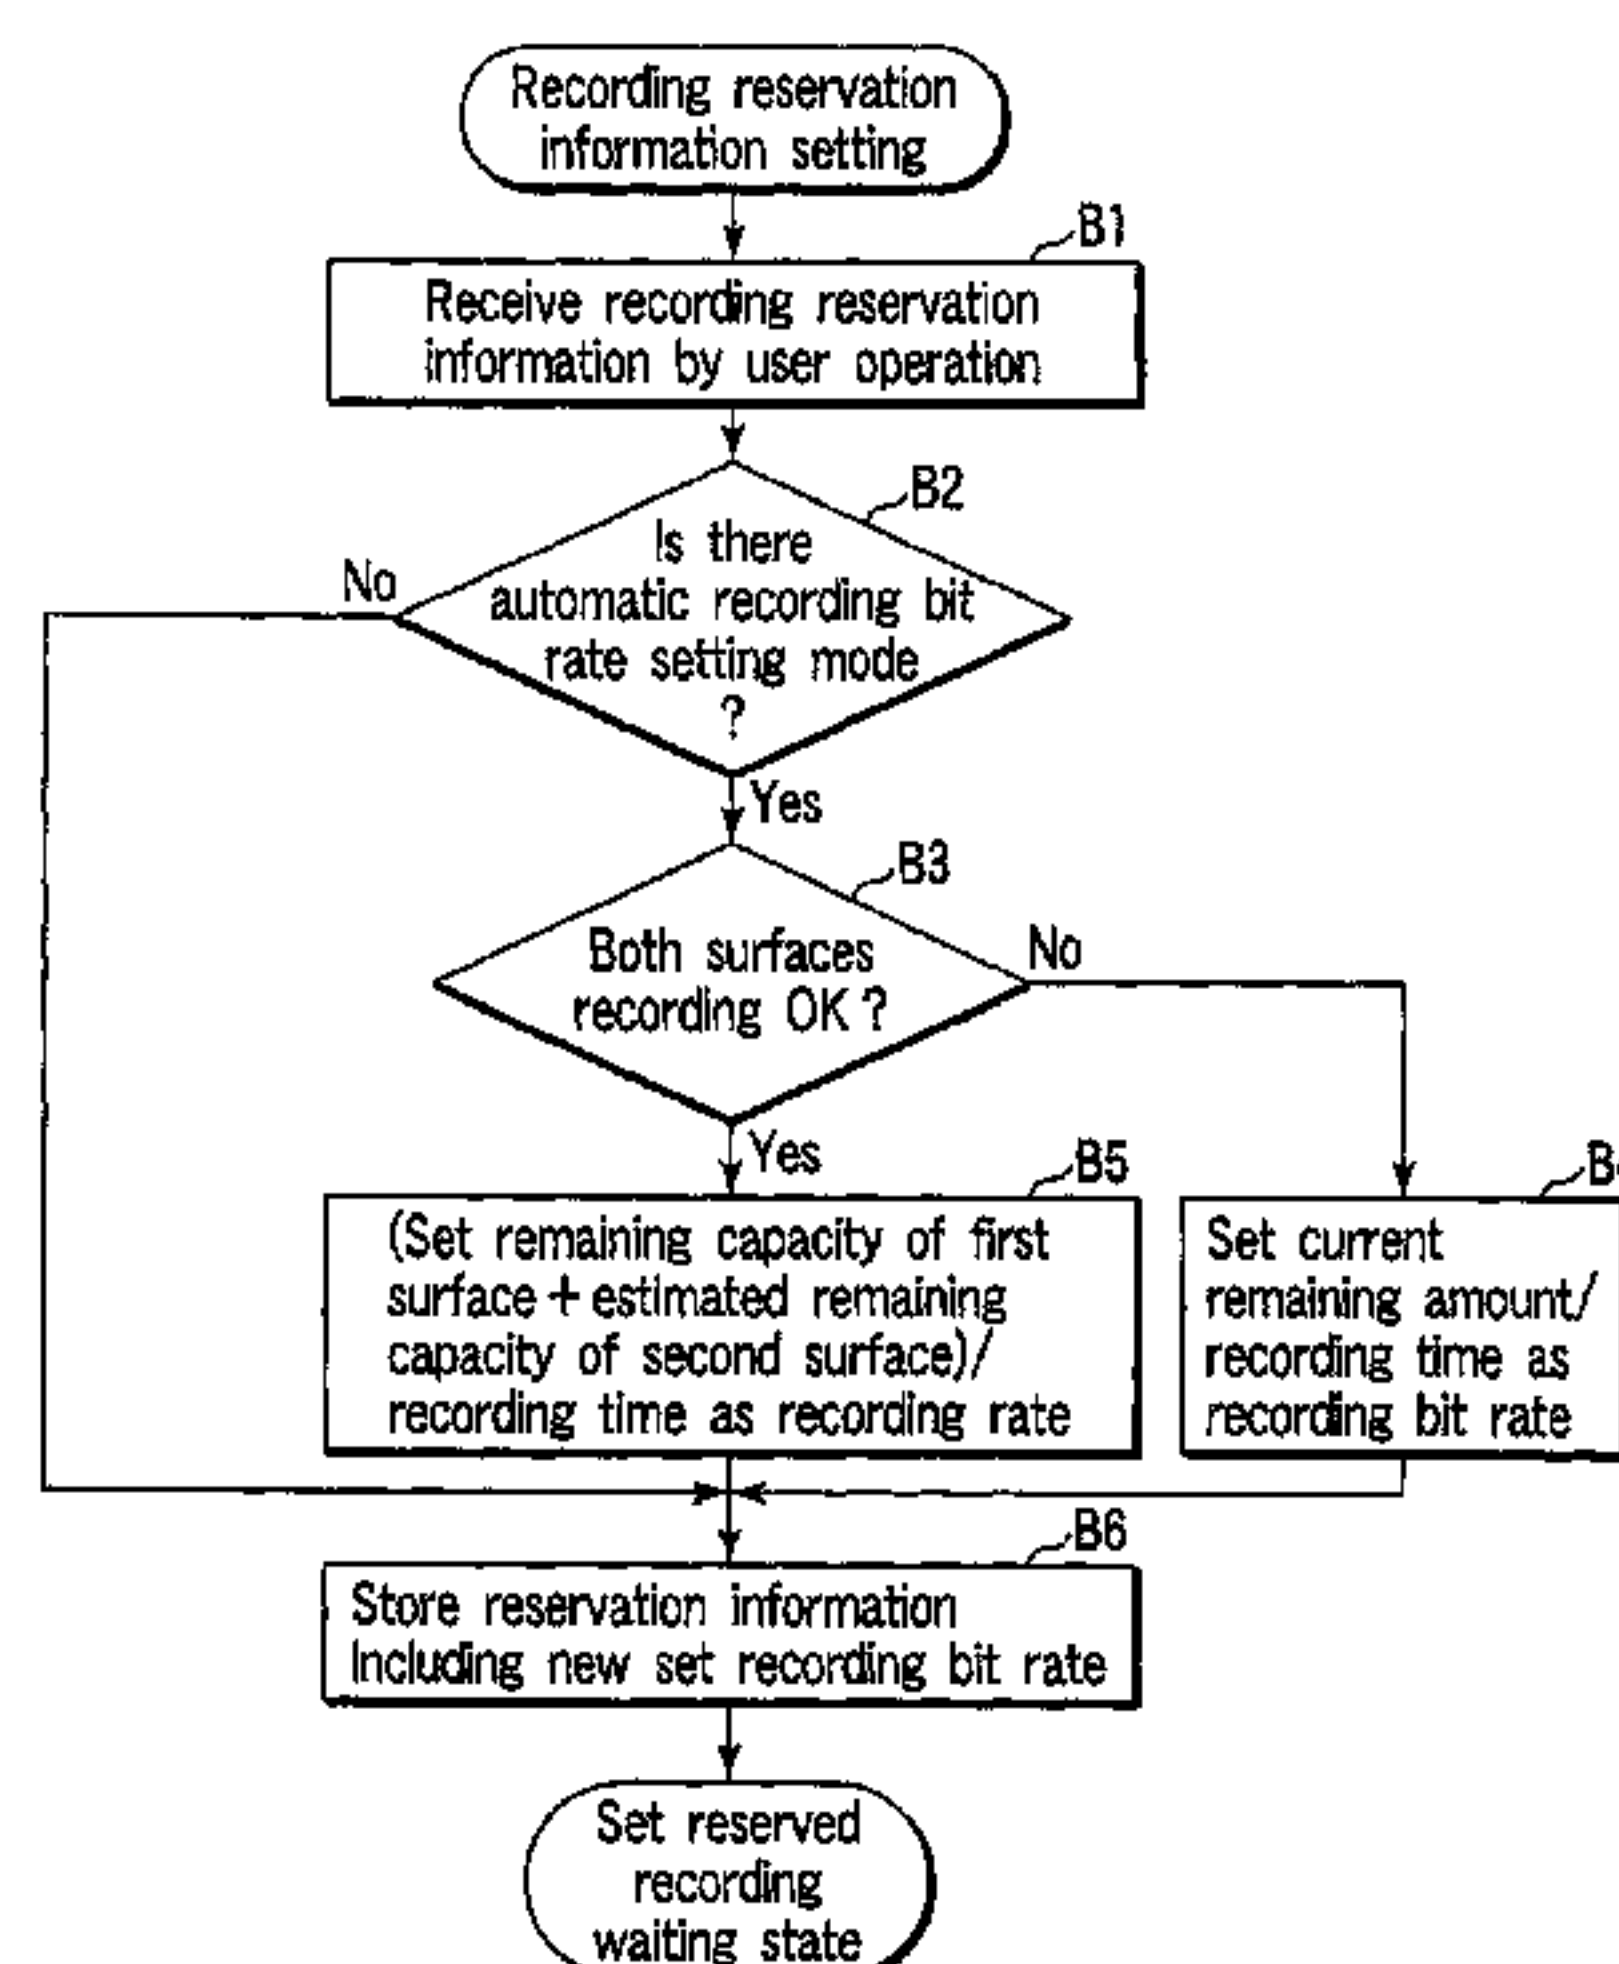 Recording reservation
information setting
B1
Receive recording reservation
information by user operation
B2
Is there
automatic recording bit
rate setting mode
?
No
Yes
B3
Both surfaces
recording OK?
No
Yes
B5
(Set remaining capacity of first
surface + estimated remaining
capacity of second surface)/
recording time as recording rate
Set current
remaining amount/
recording time as
recording bit rate
B6
Store reservation information
Including new set recording bit rate
Set reserved
recording
waiting state